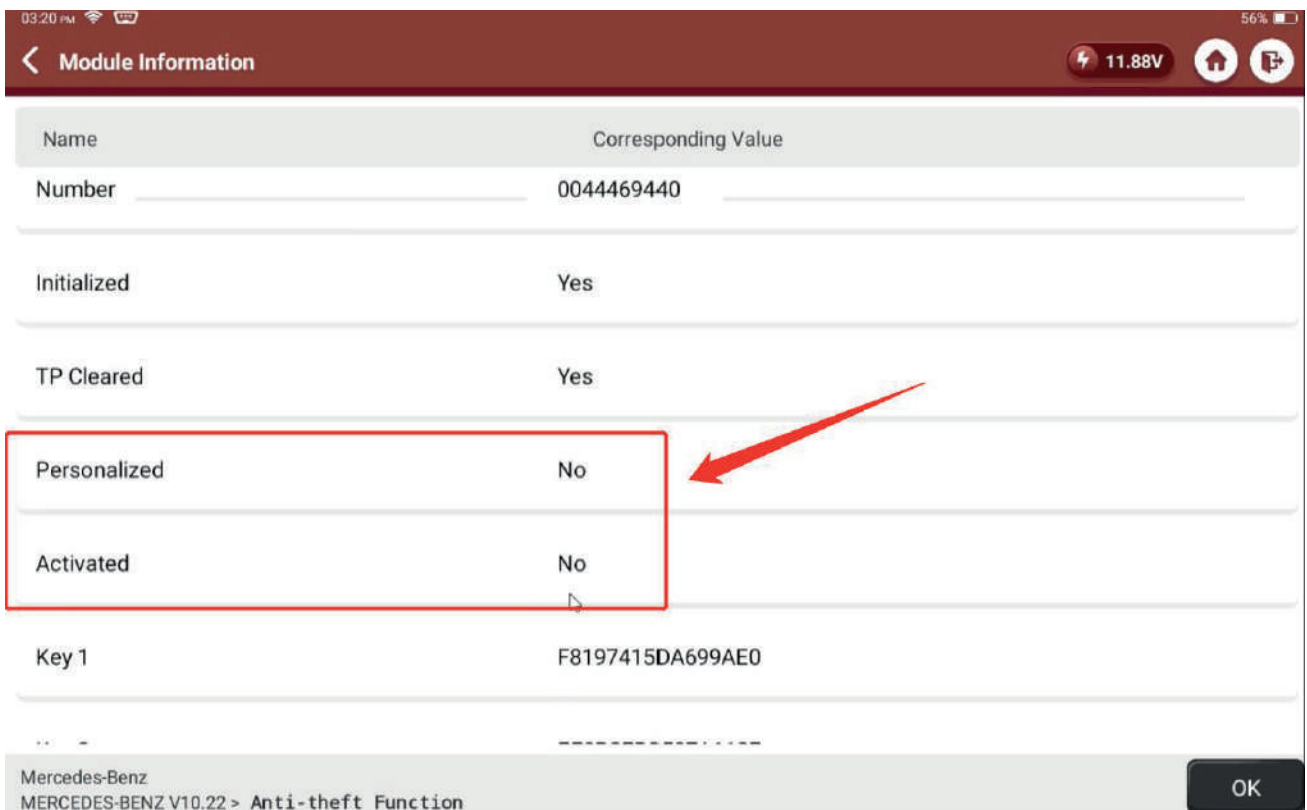 03:20 PM 56%
Module Information 11.88V
Name Corresponding Value
Number 0044469440
Initialized Yes
TP Cleared Yes
Personalized No
Activated No
Key 1 F8197415DA699AE0
Mercedes-Benz
MERCEDES-BENZ V10.22 > Anti-theft Function
OK